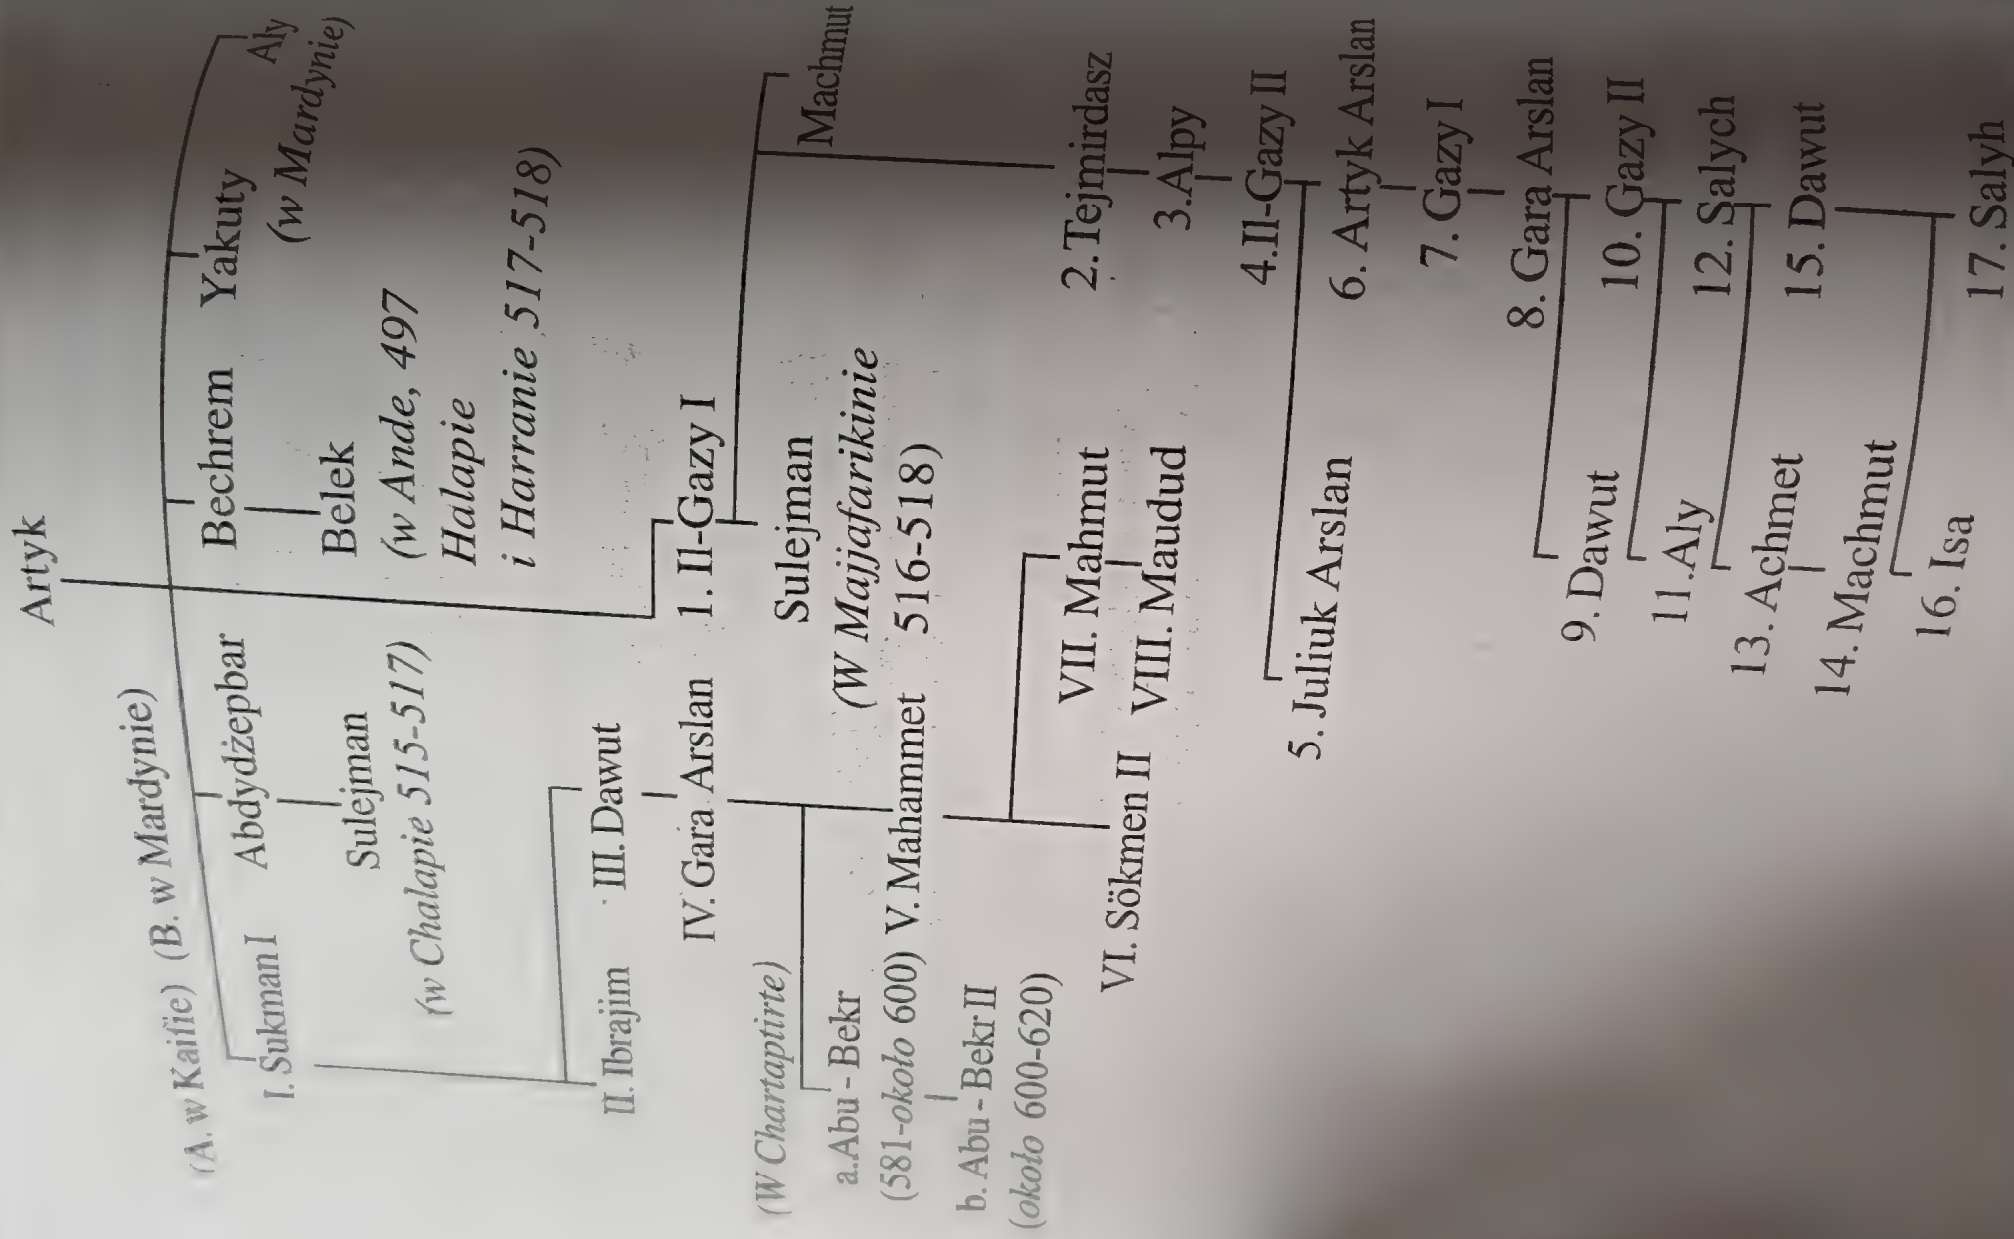 Artyk
(A. w Kaifie) (B. w Mardynie)
I. Sukman I
Abdydżepbar
Bechrem
Yakuty
Aly
(w Mardynie)
Sulejman
(w Chalapie 515-517)
Belek
(w Ande, 497
Halapie
i Harranie 517-518)
II. Ibrajim
III. Dawut
IV. Gara Arslan
1. Il-Gazy I
(W Chartapirte)
a.Abu - Bekr
(581-około 600)
b. Abu - Bekr II
(około 600-620)
V. Mahammet
Sulejman
(W Majjafarikinie
516-518)
Machmut
VI. Sökmen II
VII. Mahmut
VIII. Maudud
2. Tejmirdasz
3.Alpy
4.Il-Gazy II
5. Juliuk Arslan
6. Artyk Arslan
7. Gazy I
8. Gara Arslan
9. Dawut
10. Gazy II
11.Aly
12. Salych
13. Achmet
14. Machmut
15. Dawut
16. Isa
17. Salyh